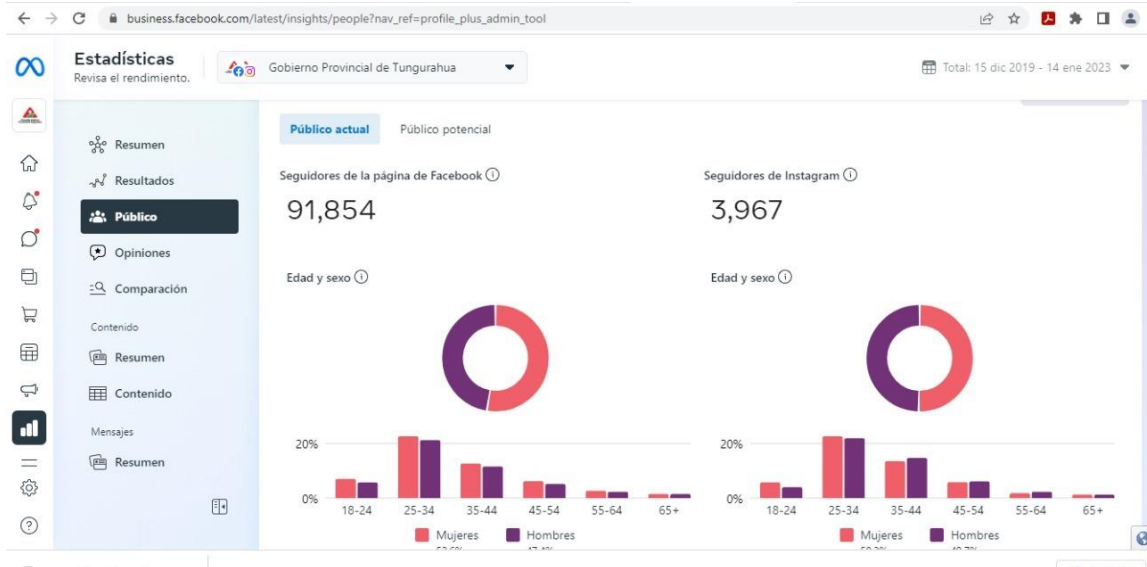 business.facebook.com/latest/insights/people?nav_ref=profile_plus_admin_tool
Estadísticas
Revisa el rendimiento.
Gobierno Provincial de Tungurahua
Total: 15 dic 2019 - 14 ene 2023
Resumen
Resultados
Público
Opiniones
Comparación
Contenido
Resumen
Contenido
Mensajes
Resumen
Público actual Público potencial
Seguidores de la página de Facebook
91,854
Edad y sexo
20%
0%
18-24 25-34 35-44 45-54 55-64 65+
Mujeres Hombres
Seguidores de Instagram
3,967
Edad y sexo
20%
0%
18-24 25-34 35-44 45-54 55-64 65+
Mujeres Hombres